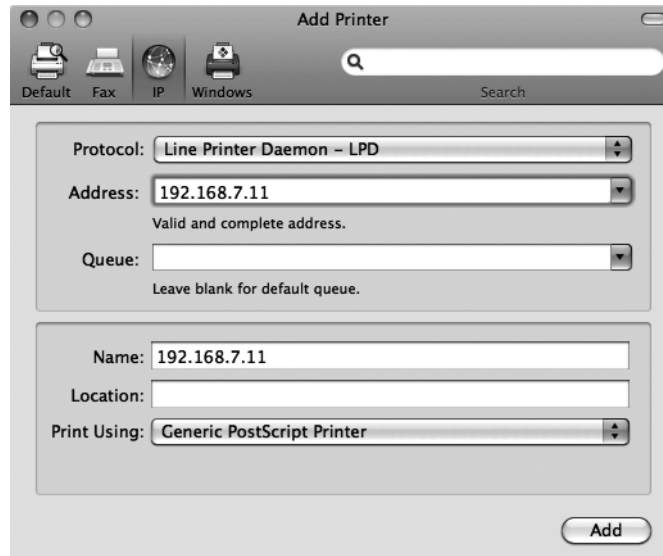 Add Printer
Default Fax IP Windows Search
Protocol: Line Printer Daemon – LPD
Address: 192.168.7.11
Valid and complete address.
Queue:
Leave blank for default queue.
Name: 192.168.7.11
Location:
Print Using: Generic PostScript Printer
Add